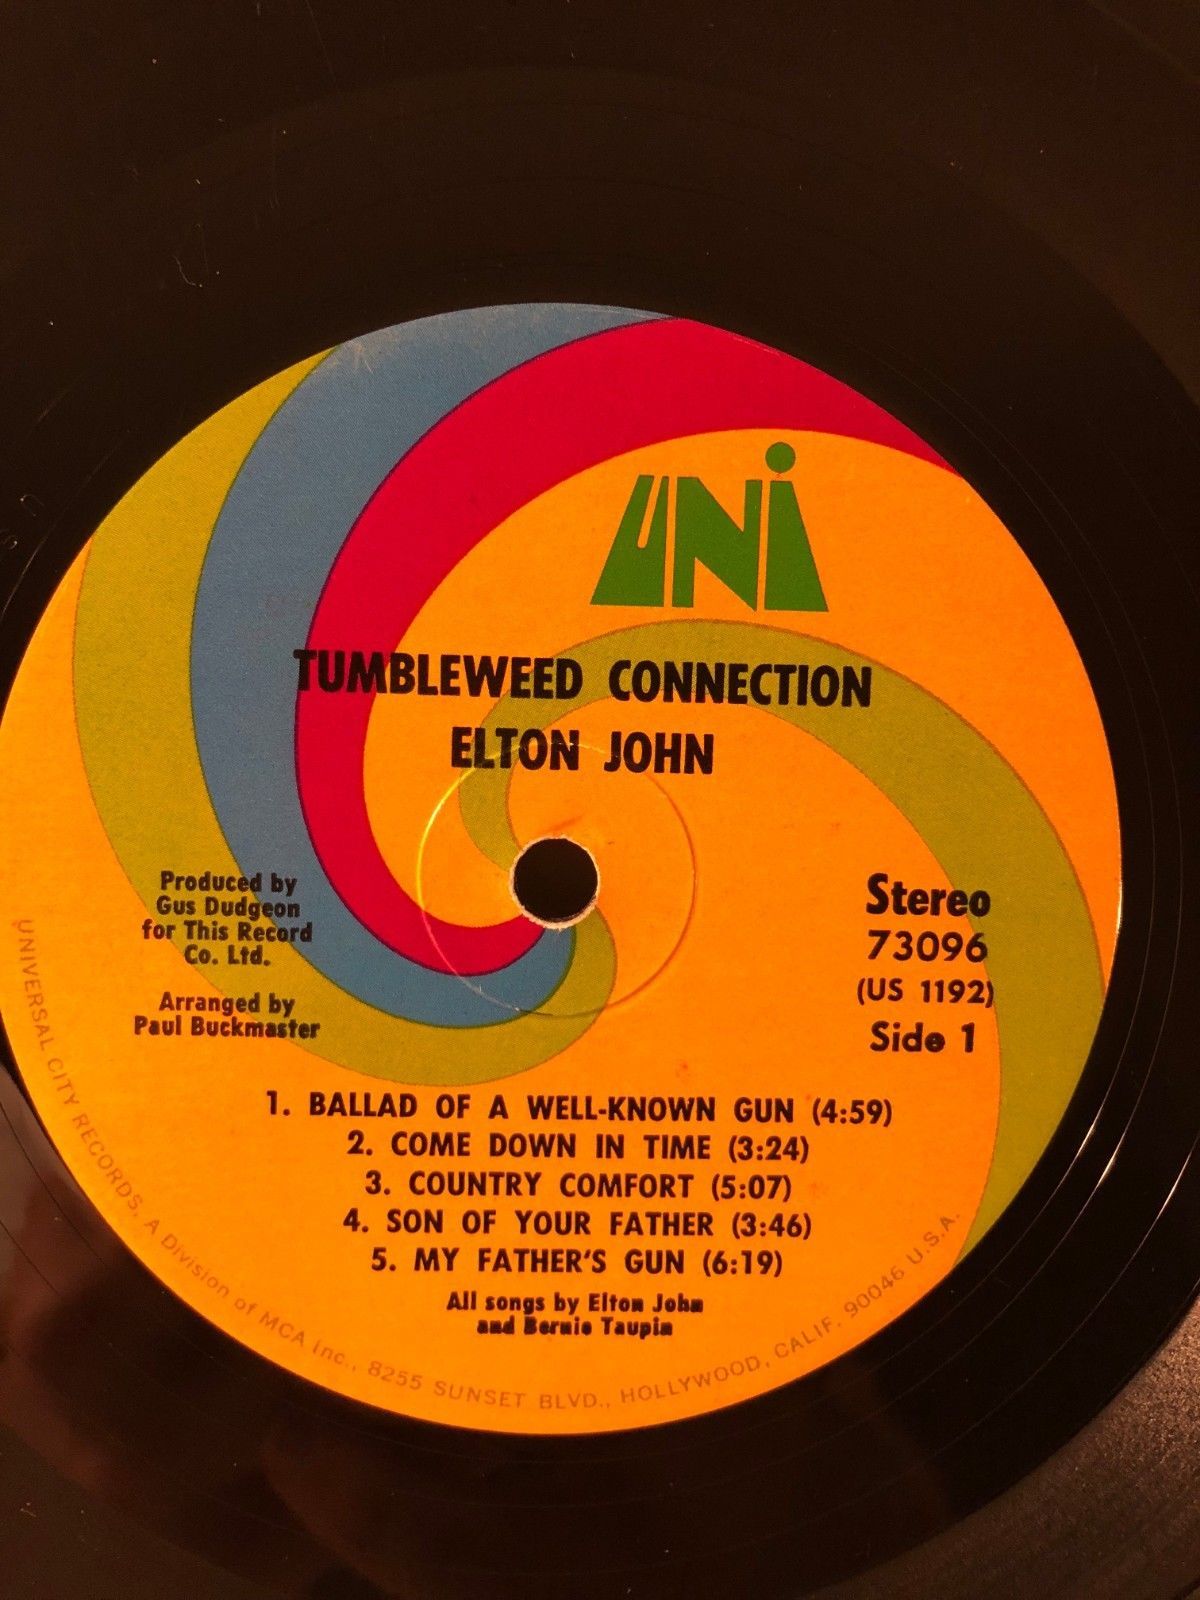 UNI
TUMBLEWEED CONNECTION
ELTON JOHN
Produced by
Gus Dudgeon
for This Record
Co. Ltd.
Arranged by
Paul Buckmaster
Stereo
73096
(US 1192)
Side 1
1. BALLAD OF A WELL-KNOWN GUN (4:59)
2. COME DOWN IN TIME (3:24)
3. COUNTRY COMFORT (5:07)
4. SON OF YOUR FATHER (3:46)
5. MY FATHER'S GUN (6:19)
All songs by Elton John
and Bernie Taupin
UNIVERSAL CITY RECORDS, A Division of MCA Inc., 8255 SUNSET BLVD., HOLLYWOOD, CALIF. 90046 U.S.A.